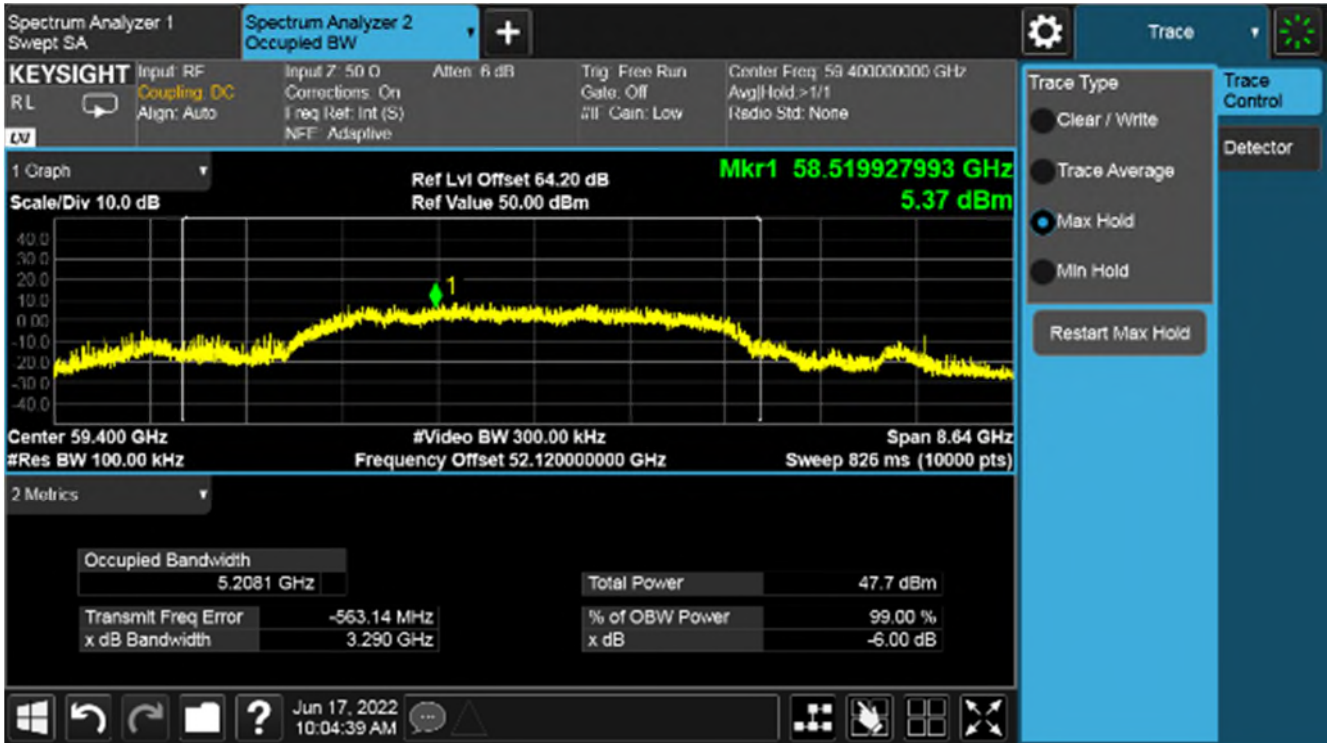 Spectrum Analyzer 1
Swept SA
Spectrum Analyzer 2
Occupied BW
Trace
KEYSIGHT
RL
LXI
Input: RF
Coupling: DC
Align: Auto
Input Z: 50 Ω
Corrections: On
Freq Ref: Int (S)
NFE: Adaptive
Atten: 6 dB
Trig: Free Run
Gate: Off
#IF Gain: Low
Center Freq: 59.400000000 GHz
Avg|Hold:>1/1
Radio Std: None
1 Graph
Scale/Div 10.0 dB
Ref Lvl Offset 64.20 dB
Ref Value 50.00 dBm
Mkr1 58.519927993 GHz
5.37 dBm
40.0
30.0
20.0
10.0
0.00
-10.0
-20.0
-30.0
-40.0
1
Center 59.400 GHz
#Video BW 300.00 kHz
Span 8.64 GHz
#Res BW 100.00 kHz
Frequency Offset 52.120000000 GHz
Sweep 826 ms (10000 pts)
2 Metrics
Occupied Bandwidth
5.2081 GHz
Total Power 47.7 dBm
Transmit Freq Error -563.14 MHz
% of OBW Power 99.00 %
x dB Bandwidth 3.290 GHz
x dB -6.00 dB
Jun 17, 2022
10:04:39 AM
Trace Type
Clear / Write
Trace Average
Max Hold
Min Hold
Restart Max Hold
Trace
Control
Detector